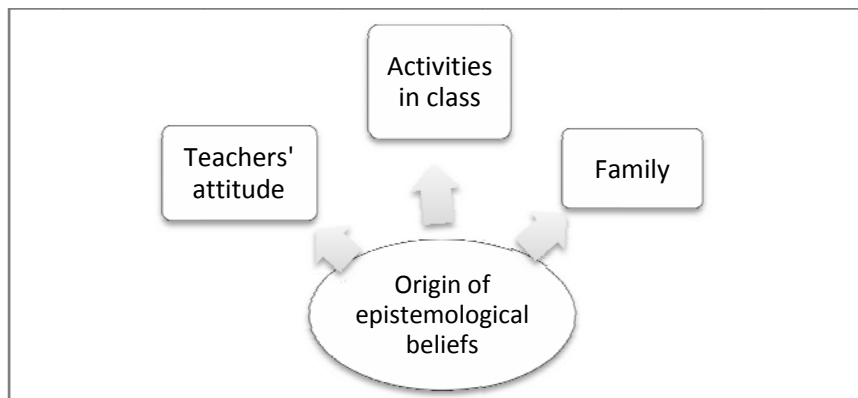 Activities
in class
Teachers'
attitude
Family
Origin of
epistemological
beliefs